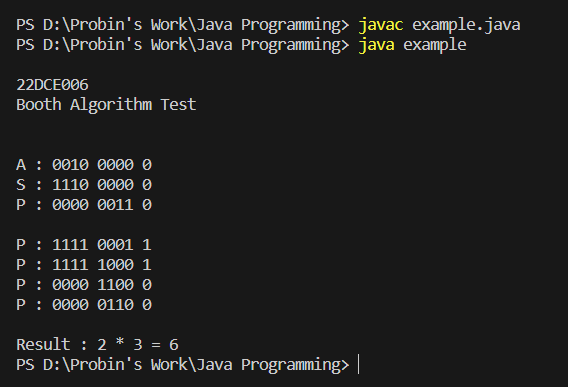 PS D:\Probin's Work\Java Programming> javac example.java
PS D:\Probin's Work\Java Programming> java example
22DCE006
Booth Algorithm Test
A : 0010 0000 0
S : 1110 0000 0
P : 0000 0011 0
P : 1111 0001 1
P : 1111 1000 1
P : 0000 1100 0
P : 0000 0110 0
Result : 2 * 3 = 6
PS D:\Probin's Work\Java Programming>